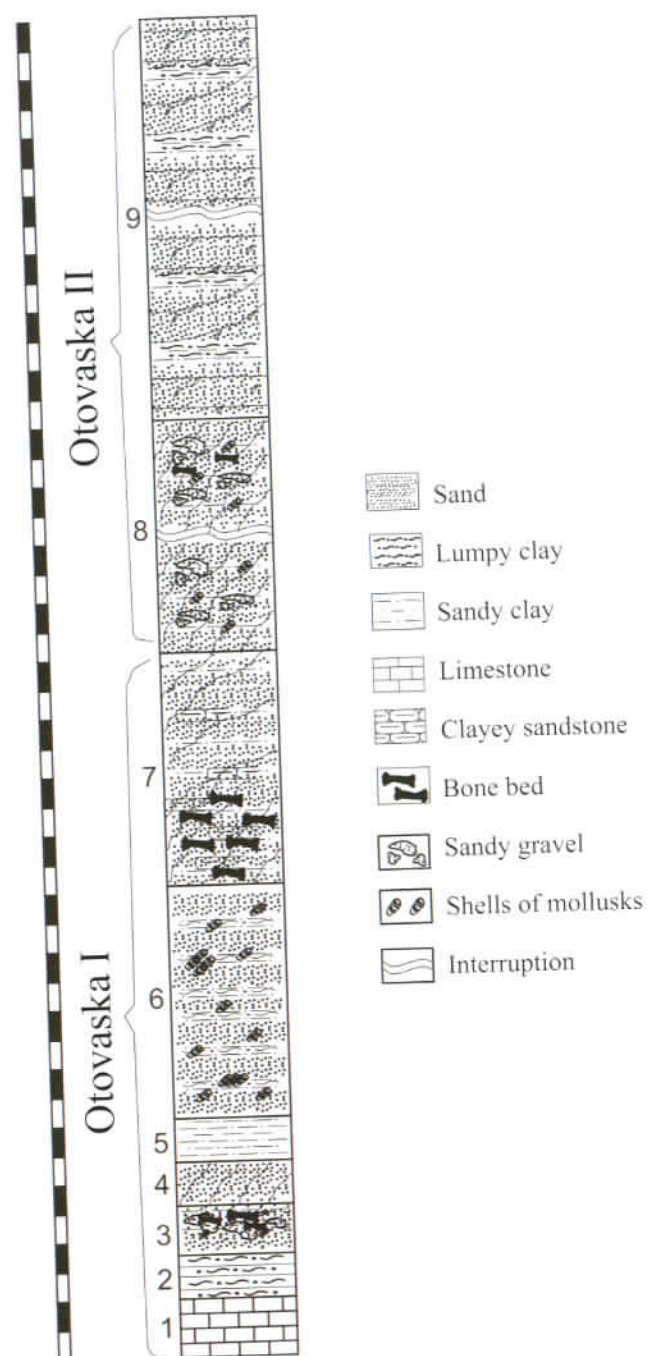 Otovaska II
9
8
Otovaska I
7
6
5
4
3
2
1
Sand
Lumpy clay
Sandy clay
Limestone
Clayey sandstone
Bone bed
Sandy gravel
Shells of mollusks
Interruption